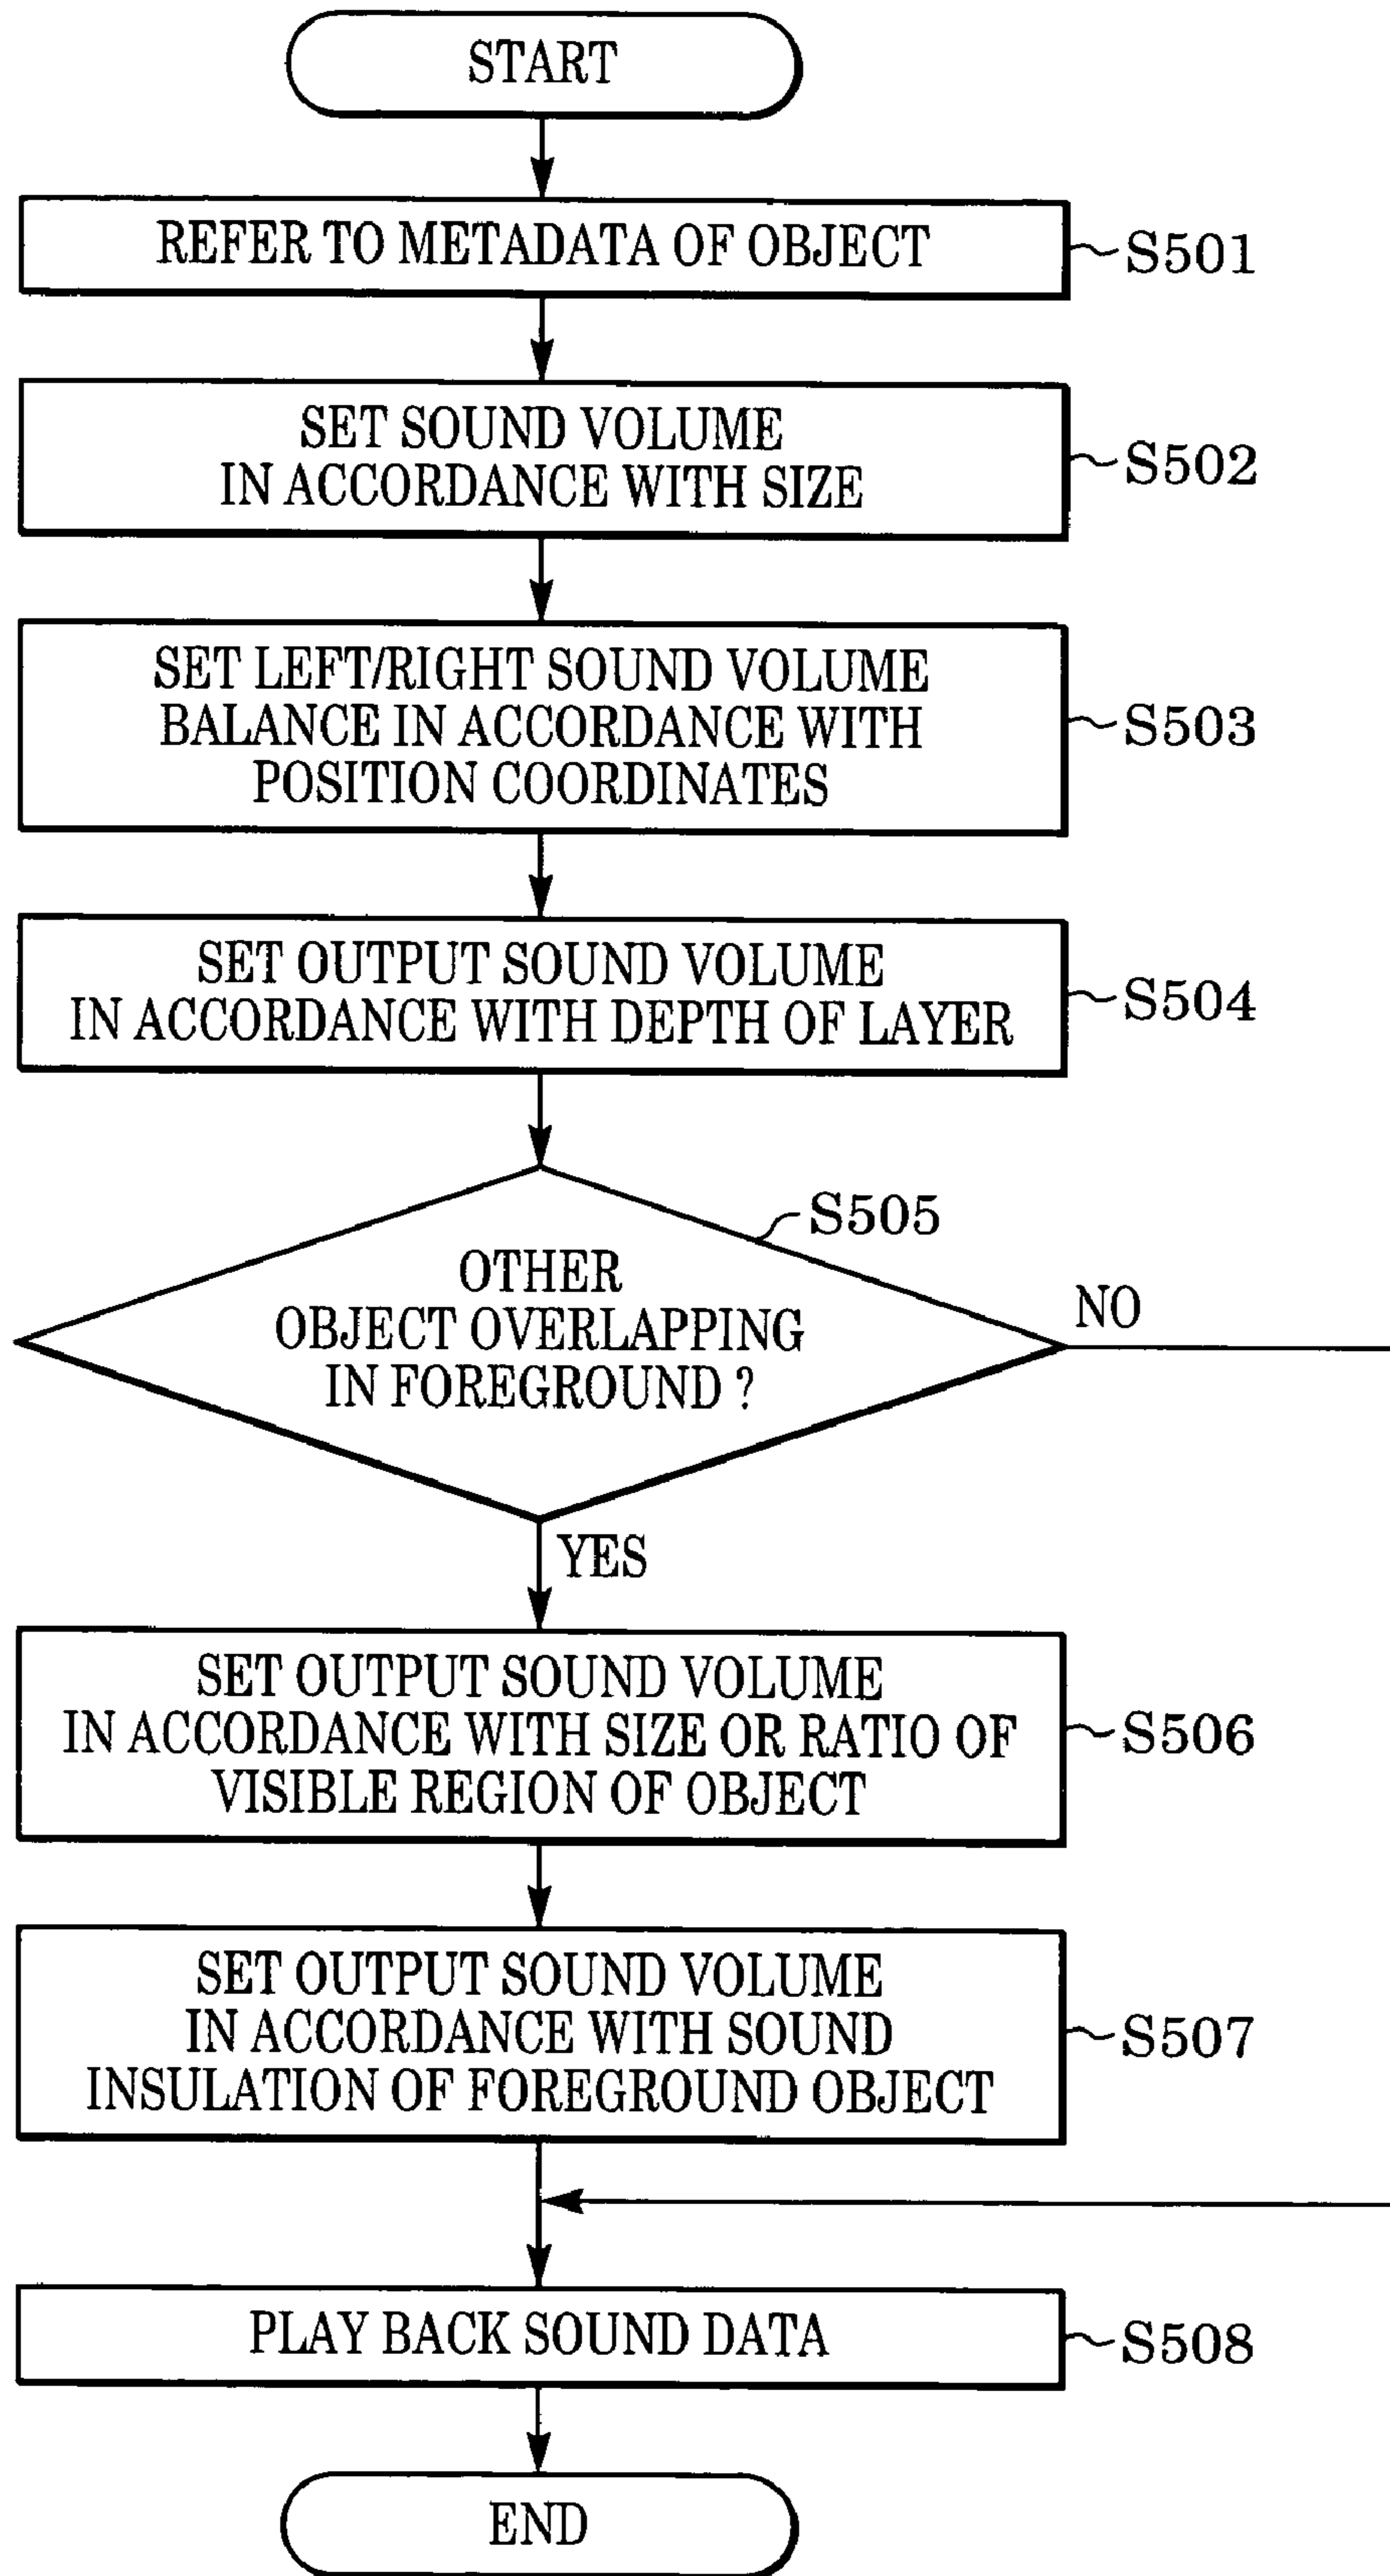 START
REFER TO METADATA OF OBJECT
S501
SET SOUND VOLUME
IN ACCORDANCE WITH SIZE
S502
SET LEFT/RIGHT SOUND VOLUME
BALANCE IN ACCORDANCE WITH
POSITION COORDINATES
S503
SET OUTPUT SOUND VOLUME
IN ACCORDANCE WITH DEPTH OF LAYER
S504
S505
OTHER
OBJECT OVERLAPPING
IN FOREGROUND ?
NO
YES
SET OUTPUT SOUND VOLUME
IN ACCORDANCE WITH SIZE OR RATIO OF
VISIBLE REGION OF OBJECT
S506
SET OUTPUT SOUND VOLUME
IN ACCORDANCE WITH SOUND
INSULATION OF FOREGROUND OBJECT
S507
PLAY BACK SOUND DATA
S508
END